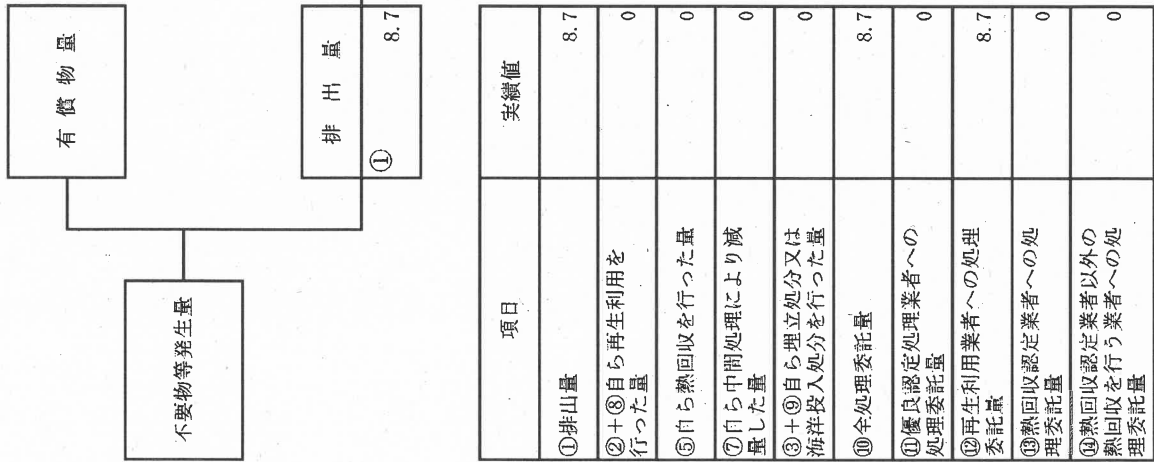 不要物等発生量
有償物量
排出量
① 8.7
項目 実績値
①排出量 8.7
②+⑧自ら再生利用を
行った量 0
⑤自ら熱回収を行った量 0
⑦自ら中間処理により減
量した量 0
③+⑨自ら埋立処分又は
海洋投入処分を行った量 0
⑩全処理委託量 8.7
⑪優良認定処理業者への
処理委託量 0
⑫再生利用業者への処理
委託量 8.7
⑬熱回収認定業者への処
理委託量 0
⑭熱回収認定業者以外の
熱回収を行う業者への処
理委託量 0